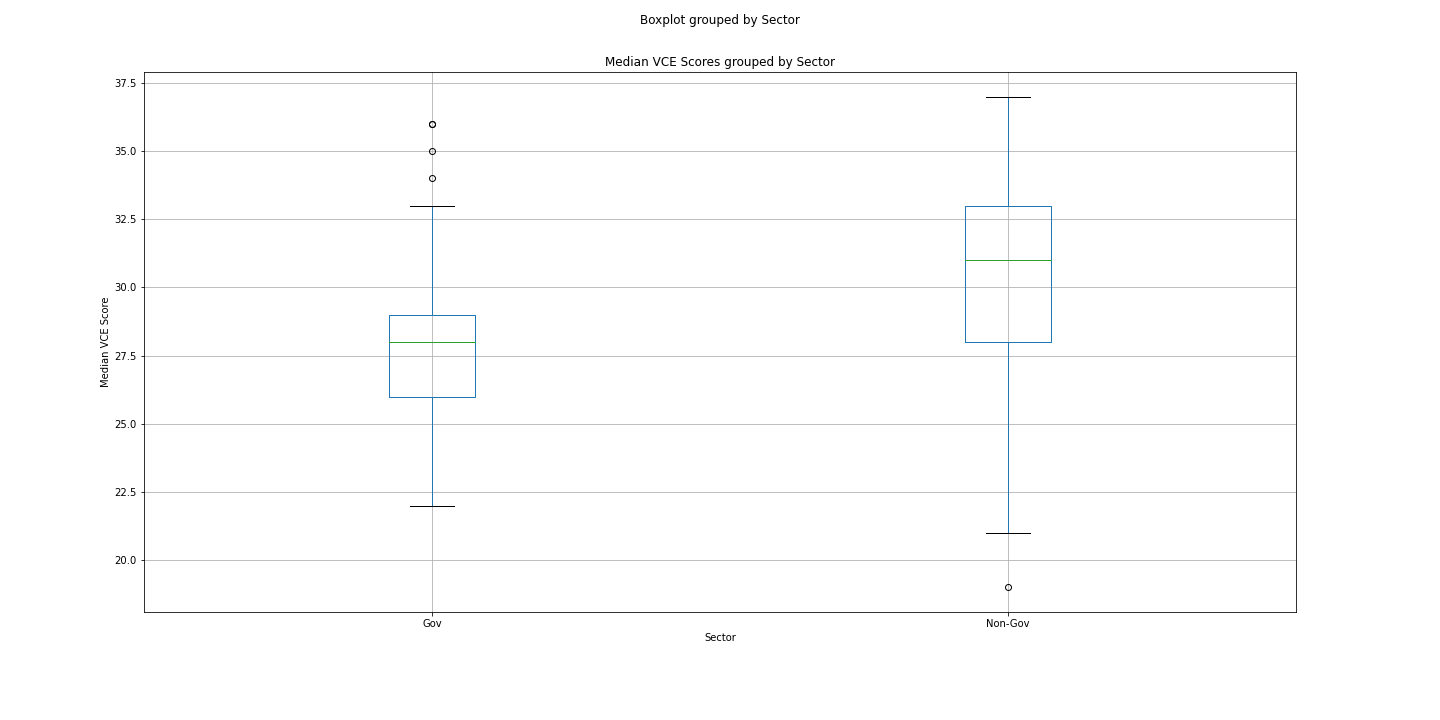 Boxplot grouped by Sector
Median VCE Scores grouped by Sector
37.5
35.0
32.5
30.0
27.5
25.0
22.5
20.0
Median VCE Score
Gov
Non-Gov
Sector